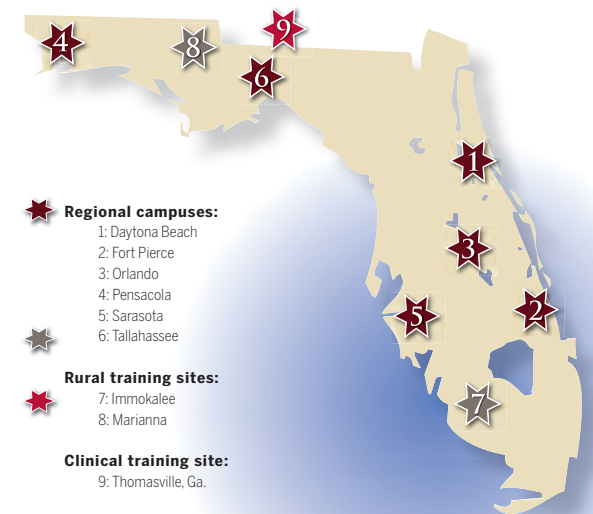 9
4
8
6
1
3
5
2
7
Regional campuses:
1: Daytona Beach
2: Fort Pierce
3: Orlando
4: Pensacola
5: Sarasota
6: Tallahassee
Rural training sites:
7: Immokalee
8: Marianna
Clinical training site:
9: Thomasville, Ga.